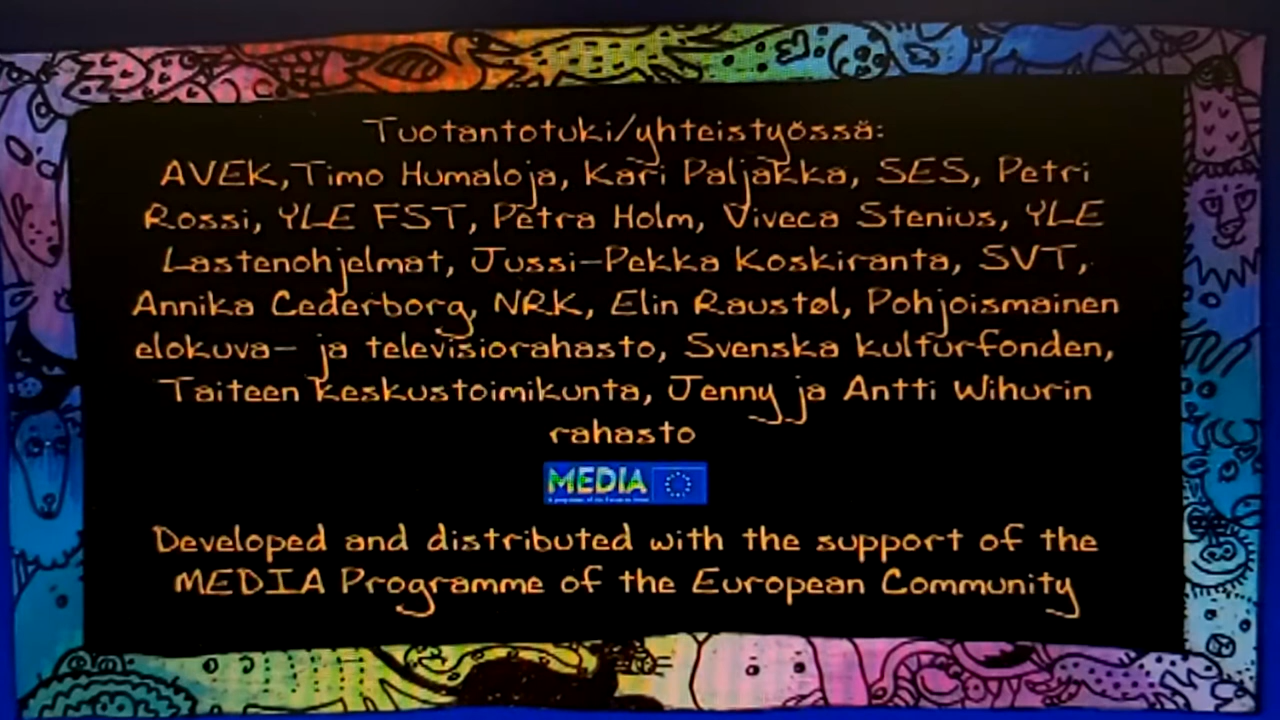 Tuotantotuki/yhteistyössä:
AVEK, Timo Humaloja, Kari Paljakka, SES, Petri
Rossi, YLE FST, Petra Holm, Viveca Stenius, YLE
Lastenohjelmat, Jussi-Pekka Koskiranta, SVT,
Annika Cederborg, NRK, Elin Raustøl, Pohjoismainen
elokuva- ja televisiorahasto, Svenska kulturfonden,
Taiteen keskustoimikunta, Jenny ja Antti Wihurin
rahasto
MEDIA
Developed and distributed with the support of the
MEDIA Programme of the European Community